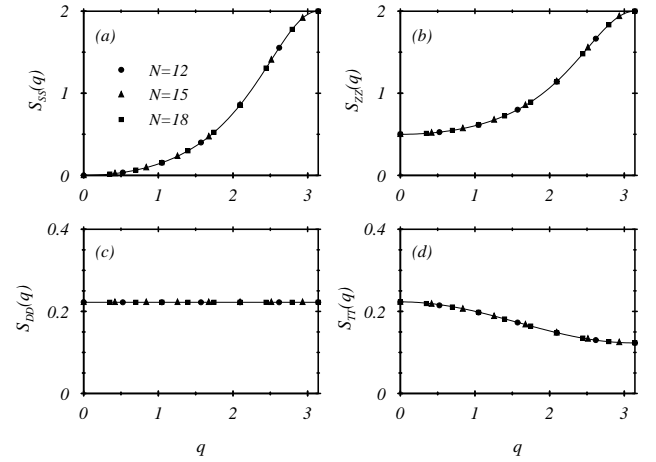 2
1
0
S_SS(q)
(a)
N=12
N=15
N=18
0 1 2 3
2
1
0
S_ZZ(q)
(b)
0 1 2 3
0.4
0.2
0
S_DD(q)
(c)
0 1 2 3
q
0.4
0.2
0
S_TT(q)
(d)
0 1 2 3
q